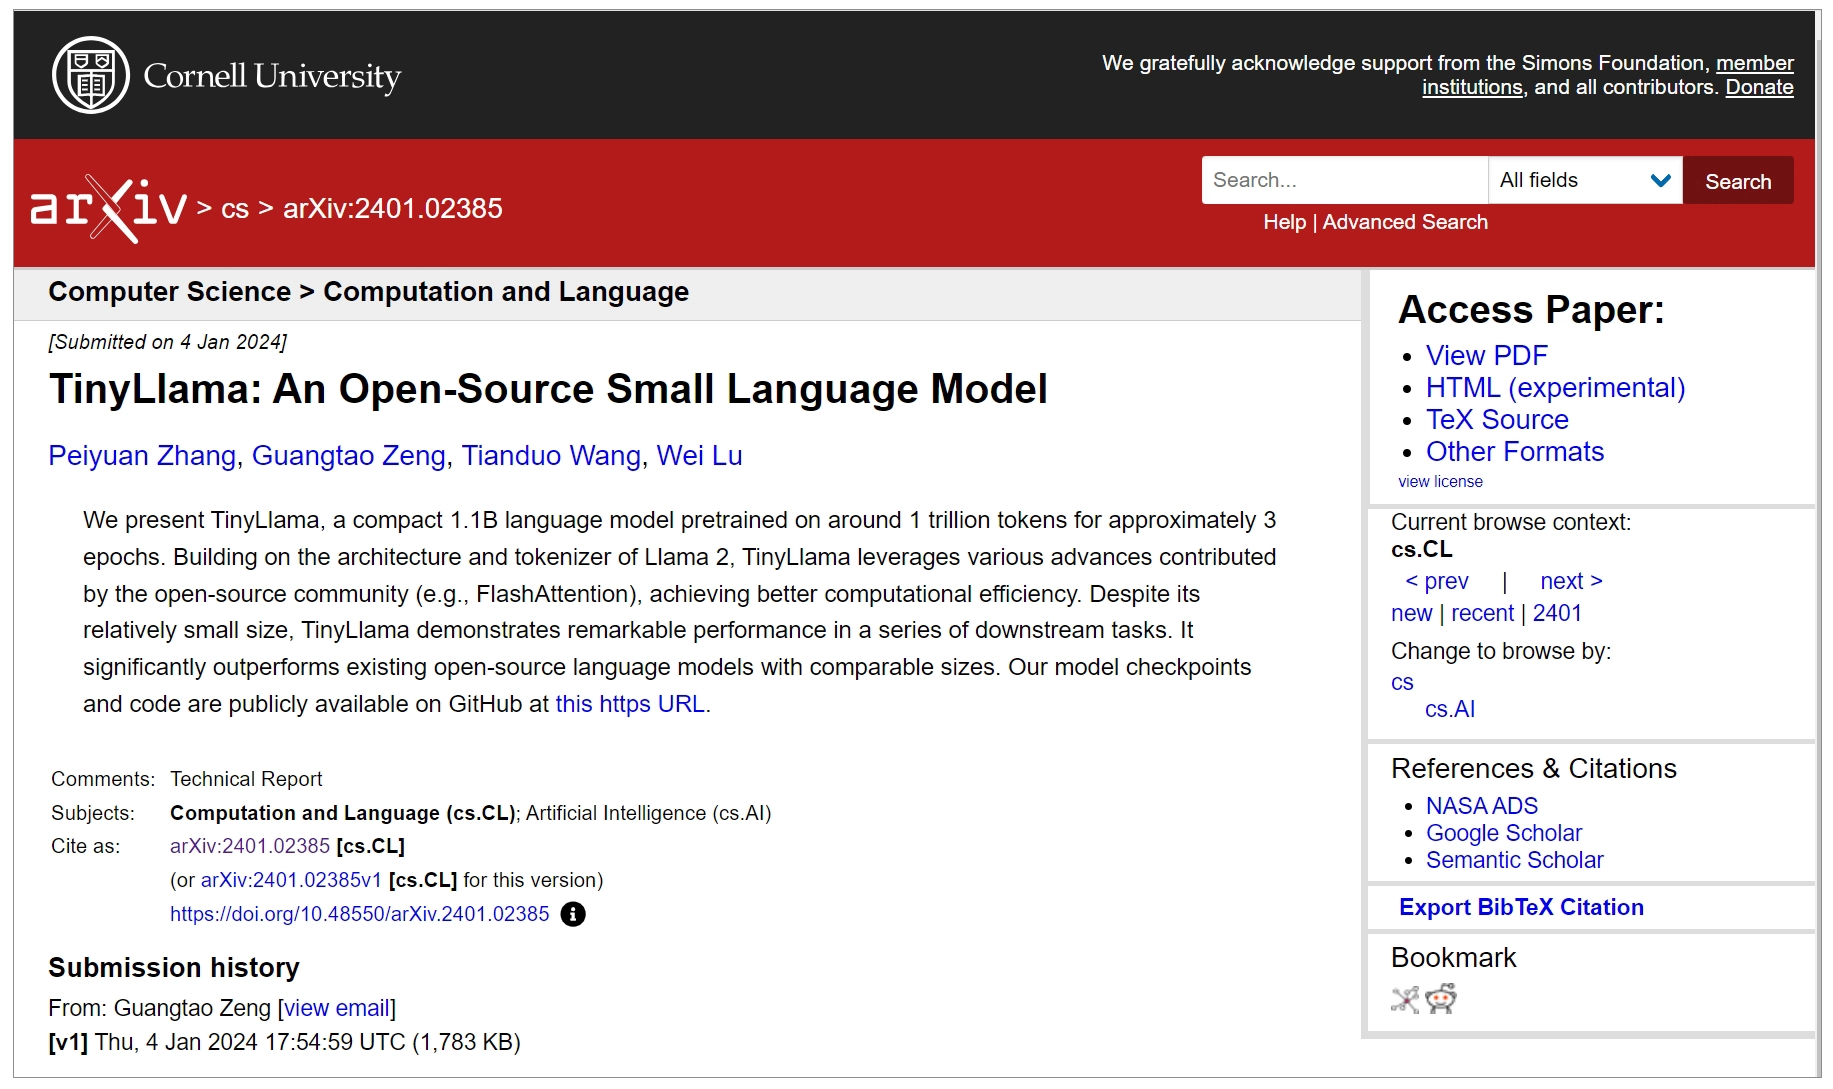 Cornell University
We gratefully acknowledge support from the Simons Foundation, member
institutions, and all contributors. Donate
arXiv > cs > arXiv:2401.02385
Search...
All fields
Search
Help | Advanced Search
Computer Science > Computation and Language
[Submitted on 4 Jan 2024]
TinyLlama: An Open-Source Small Language Model
Peiyuan Zhang, Guangtao Zeng, Tianduo Wang, Wei Lu
We present TinyLlama, a compact 1.1B language model pretrained on around 1 trillion tokens for approximately 3
epochs. Building on the architecture and tokenizer of Llama 2, TinyLlama leverages various advances contributed
by the open-source community (e.g., FlashAttention), achieving better computational efficiency. Despite its
relatively small size, TinyLlama demonstrates remarkable performance in a series of downstream tasks. It
significantly outperforms existing open-source language models with comparable sizes. Our model checkpoints
and code are publicly available on GitHub at this https URL.
Comments: Technical Report
Subjects: Computation and Language (cs.CL); Artificial Intelligence (cs.AI)
Cite as: arXiv:2401.02385 [cs.CL]
(or arXiv:2401.02385v1 [cs.CL] for this version)
https://doi.org/10.48550/arXiv.2401.02385
Submission history
From: Guangtao Zeng [view email]
[v1] Thu, 4 Jan 2024 17:54:59 UTC (1,783 KB)
Access Paper:
• View PDF
• HTML (experimental)
• TeX Source
• Other Formats
view license
Current browse context:
cs.CL
< prev | next >
new | recent | 2401
Change to browse by:
cs
cs.AI
References & Citations
• NASA ADS
• Google Scholar
• Semantic Scholar
Export BibTeX Citation
Bookmark